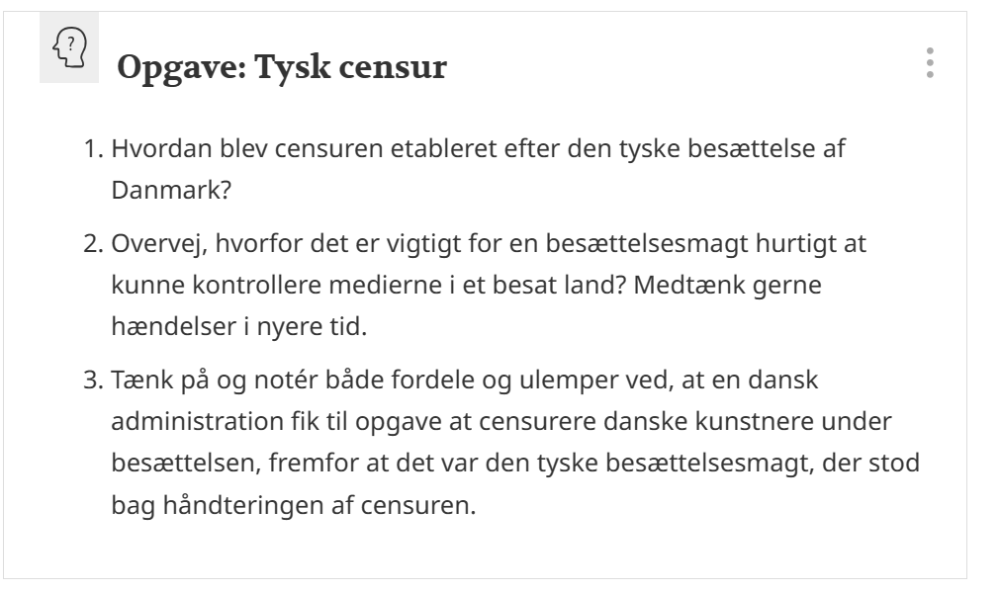 ?
Opgave: Tysk censur
1. Hvordan blev censuren etableret efter den tyske besættelse af
Danmark?
2. Overvej, hvorfor det er vigtigt for en besættelsesmagt hurtigt at
kunne kontrollere medierne i et besat land? Medtænk gerne
hændelser i nyere tid.
3. Tænk på og notér både fordele og ulemper ved, at en dansk
administration fik til opgave at censurere danske kunstnere under
besættelsen, fremfor at det var den tyske besættelsesmagt, der stod
bag håndteringen af censuren.